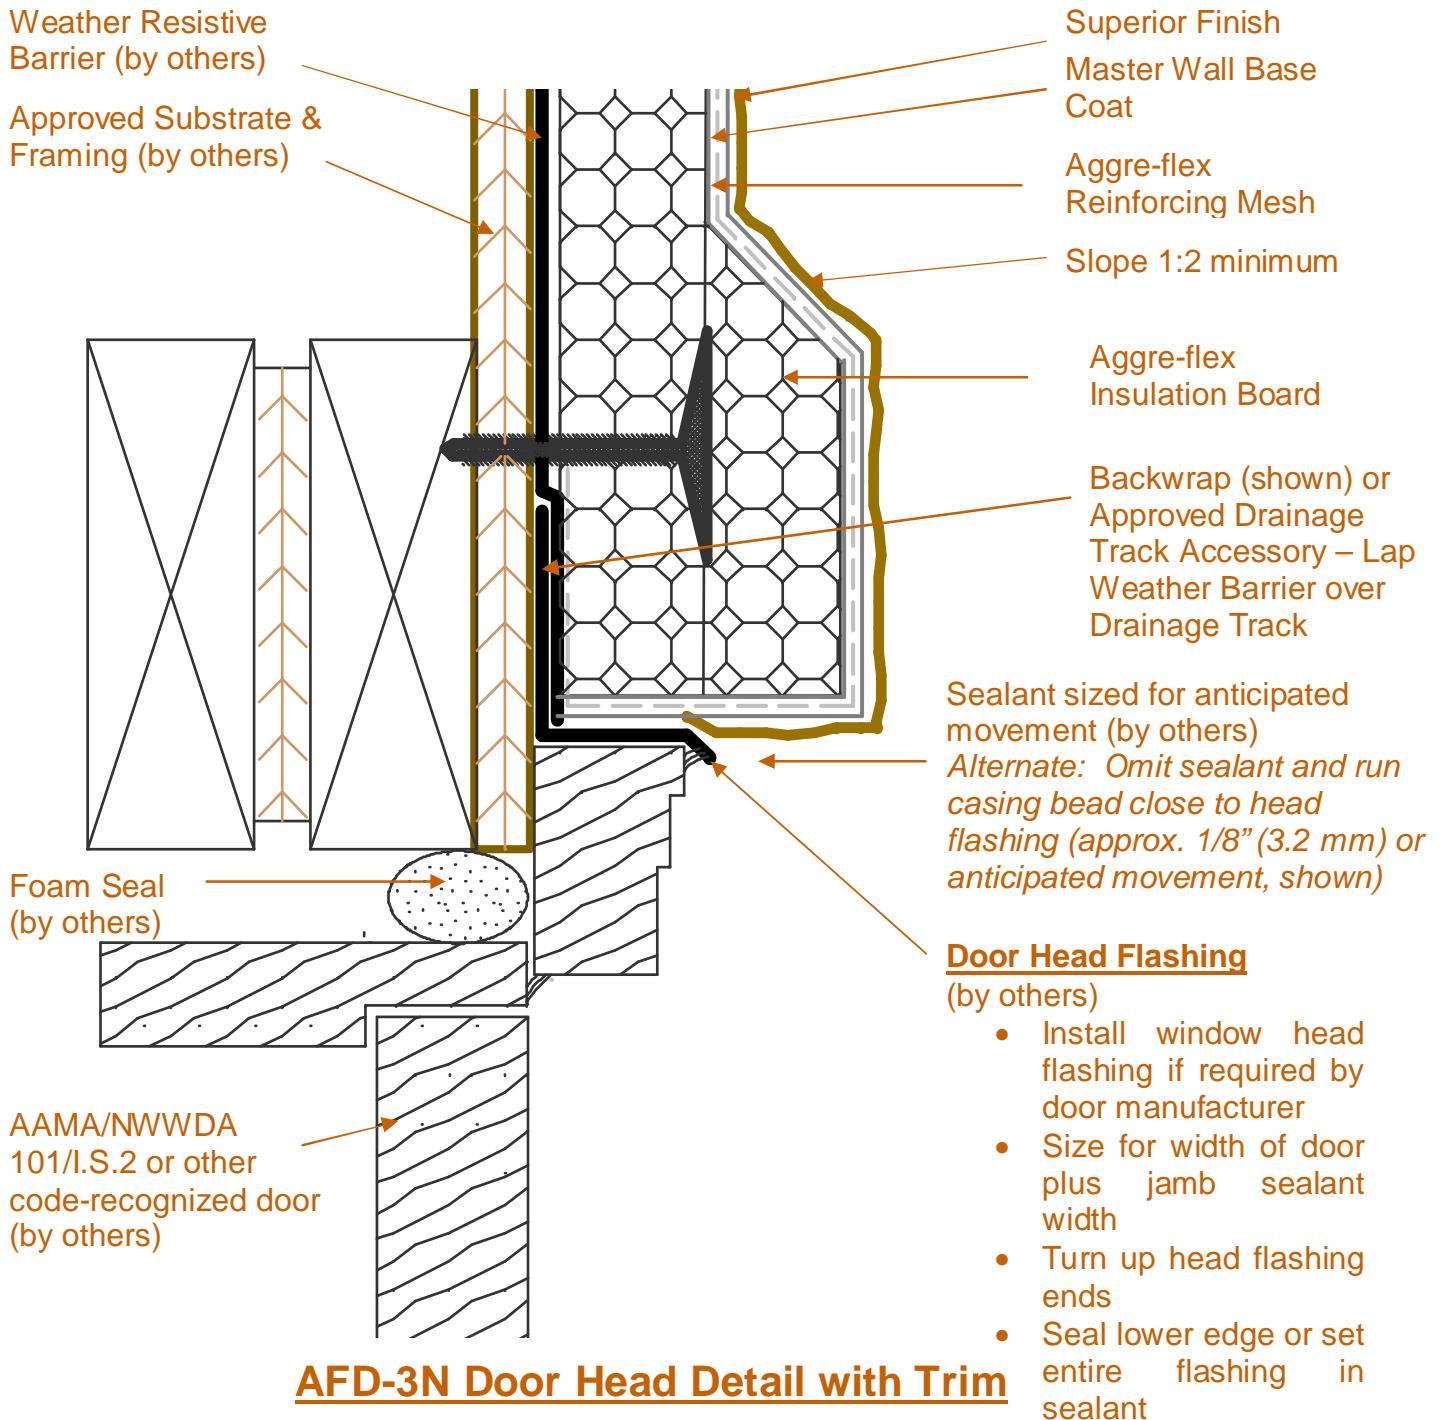 Weather Resistive
Barrier (by others)
Approved Substrate &
Framing (by others)
Superior Finish
Master Wall Base
Coat
Aggre-flex
Reinforcing Mesh
Slope 1:2 minimum
Aggre-flex
Insulation Board
Backwrap (shown) or
Approved Drainage
Track Accessory – Lap
Weather Barrier over
Drainage Track
Sealant sized for anticipated
movement (by others)
Alternate: Omit sealant and run
casing bead close to head
flashing (approx. 1/8” (3.2 mm) or
anticipated movement, shown)
Foam Seal
(by others)
Door Head Flashing
(by others)
• Install window head
flashing if required by
door manufacturer
• Size for width of door
plus jamb sealant
width
• Turn up head flashing
ends
• Seal lower edge or set
entire flashing in
sealant
AAMA/NWWDA
101/I.S.2 or other
code-recognized door
(by others)
AFD-3N Door Head Detail with Trim